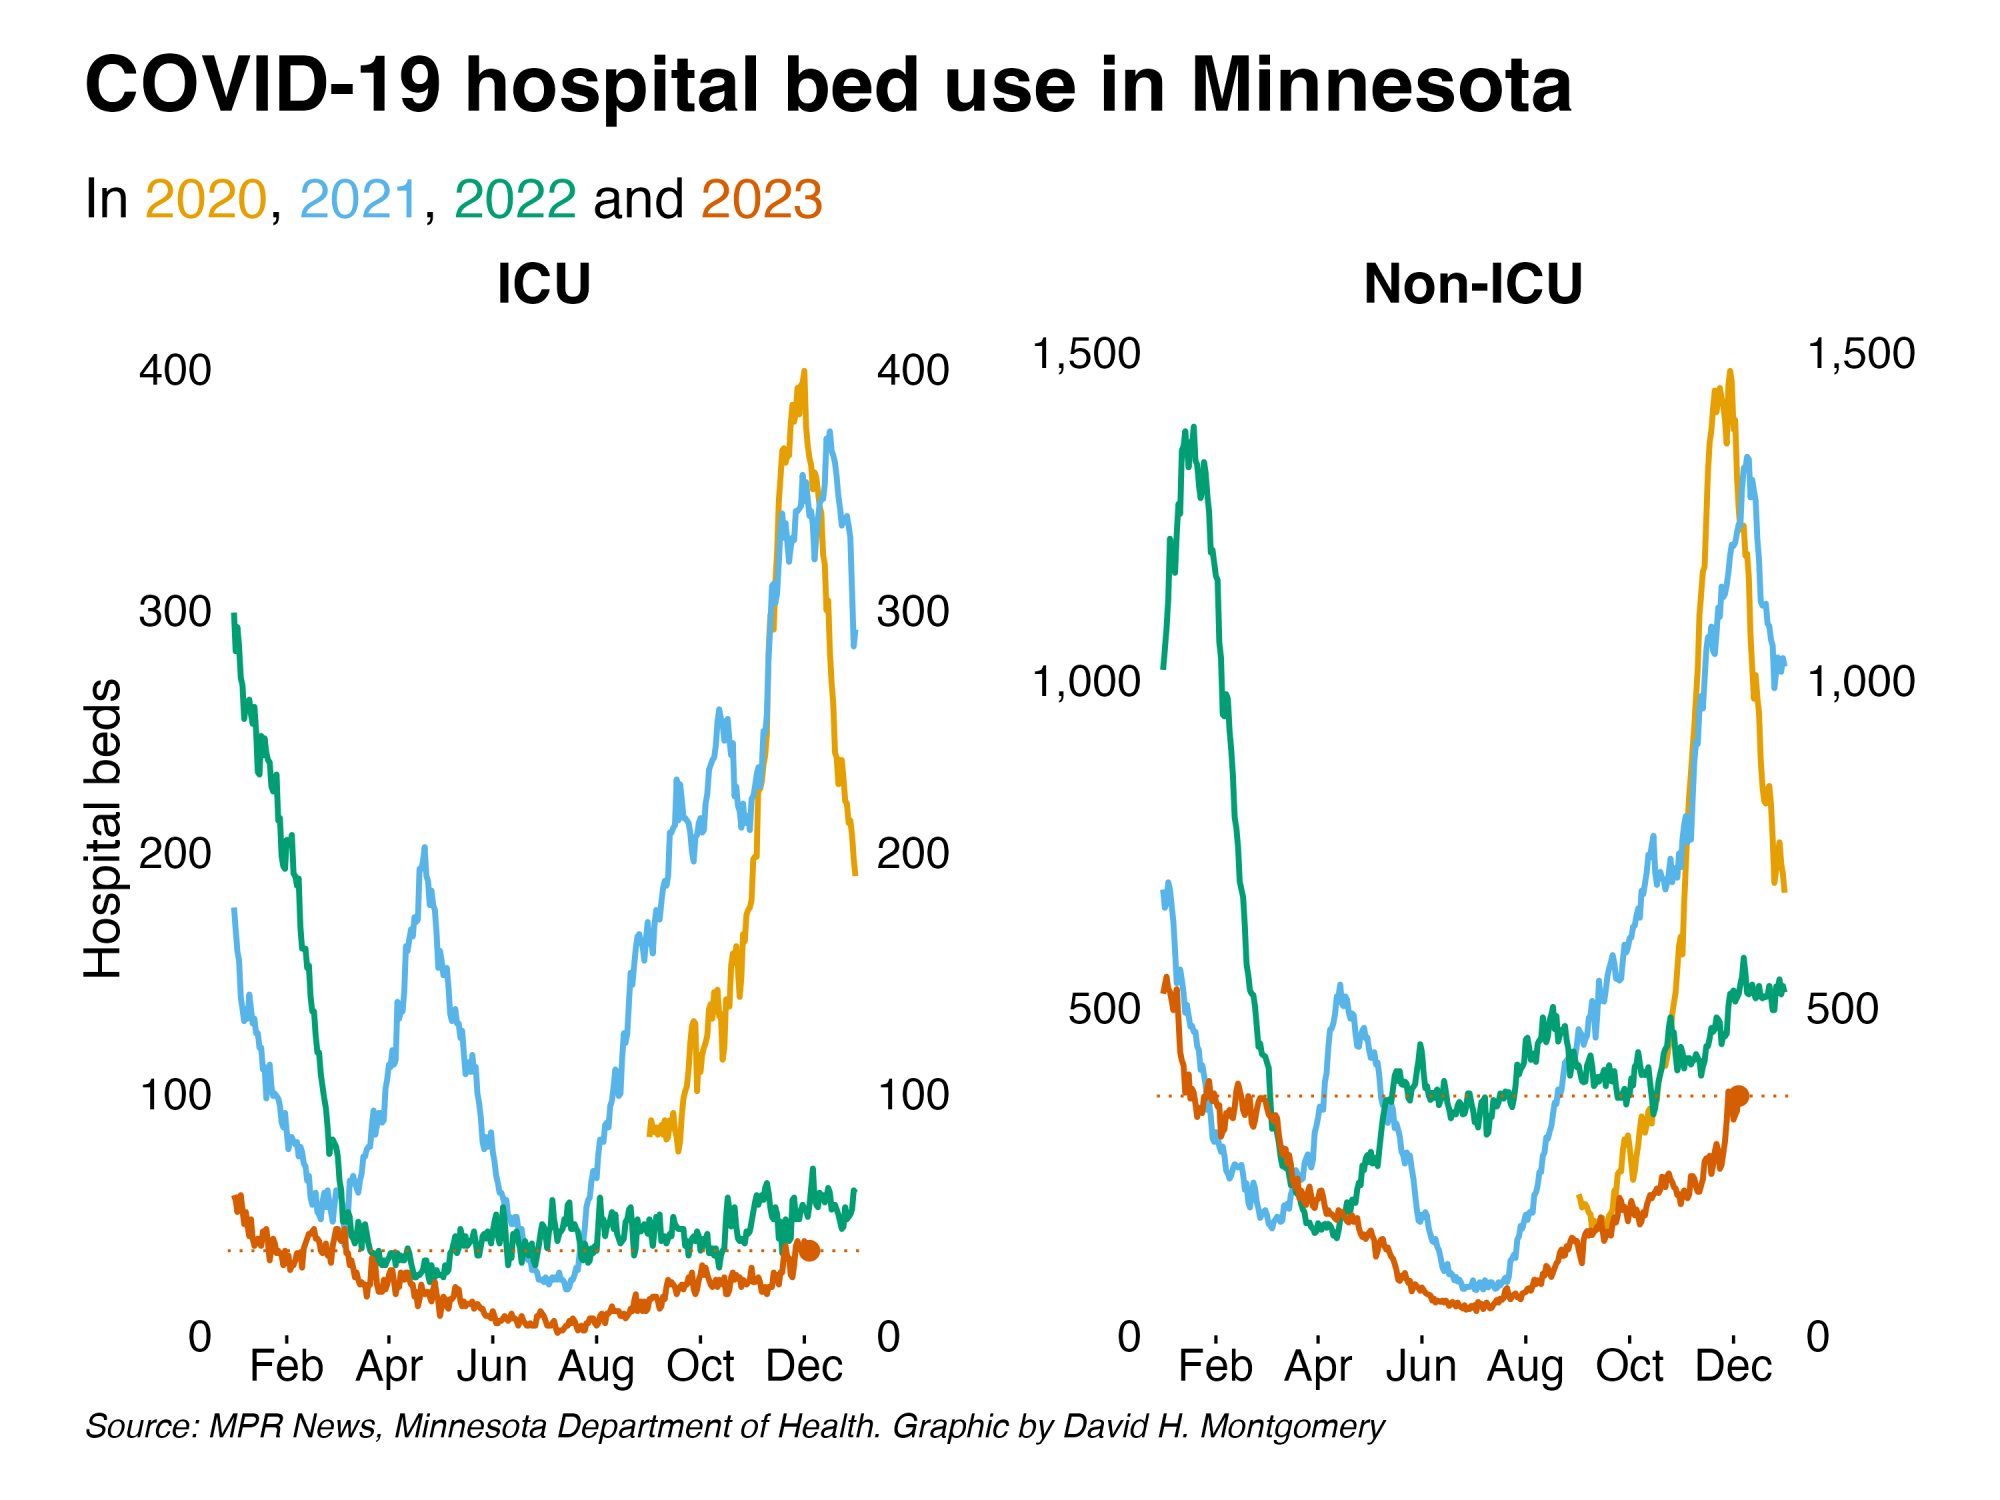 COVID-19 hospital bed use in Minnesota
In 2020, 2021, 2022 and 2023
ICU
Non-ICU
Hospital beds
400
300
200
100
0
400
300
200
100
0
Feb Apr Jun Aug Oct Dec
1,500
1,000
500
0
1,500
1,000
500
0
Feb Apr Jun Aug Oct Dec
Source: MPR News, Minnesota Department of Health. Graphic by David H. Montgomery